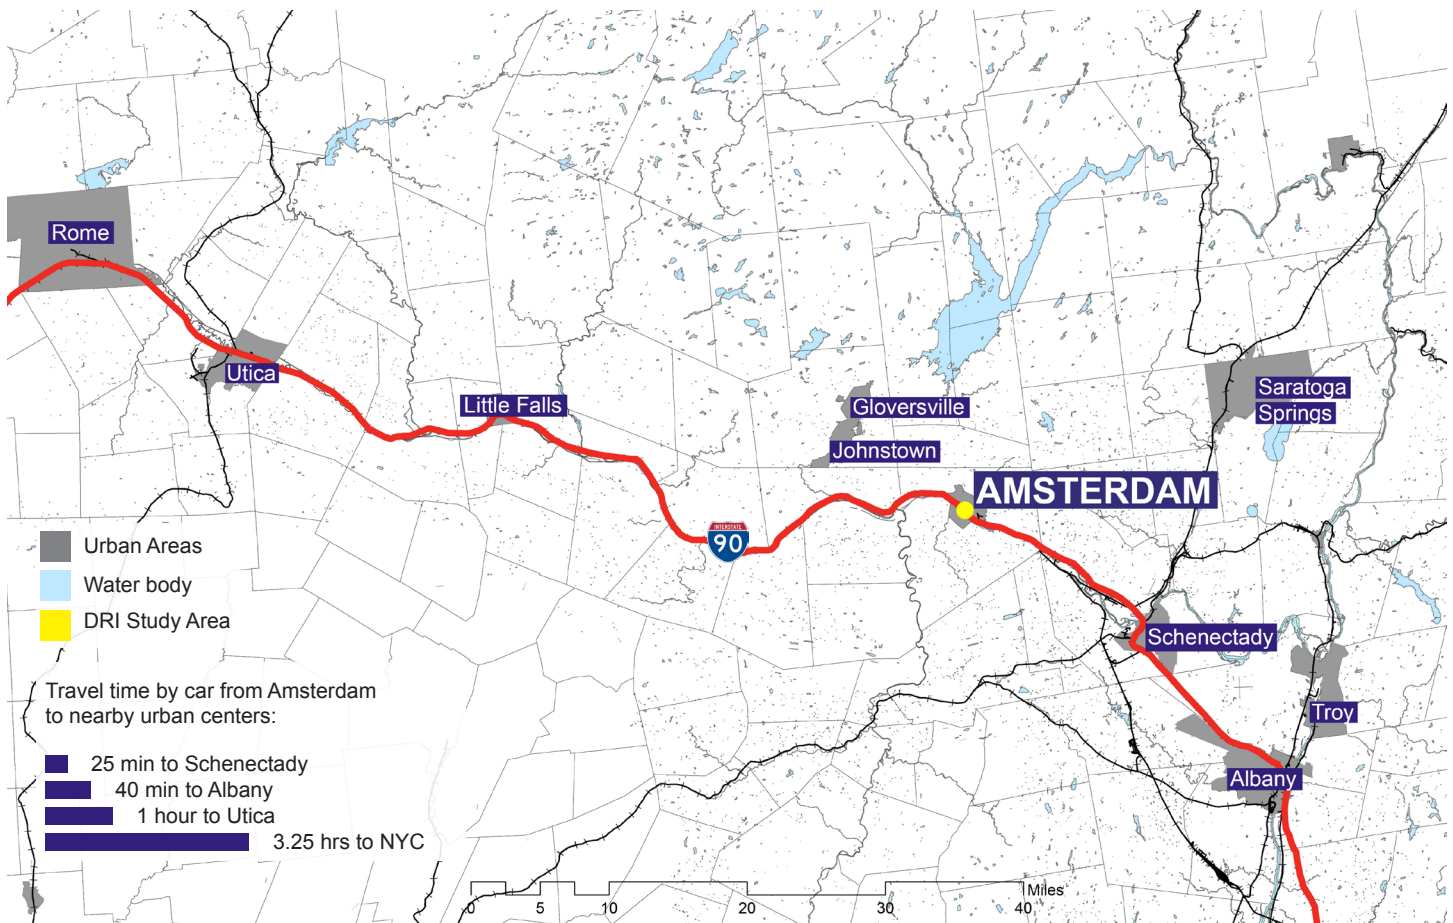 Rome
Utica
Little Falls
Gloversville
Johnstown
Saratoga
Springs
AMSTERDAM
INTERSTATE
90
Schenectady
Troy
Albany
Urban Areas
Water body
DRI Study Area
Travel time by car from Amsterdam
to nearby urban centers:
25 min to Schenectady
40 min to Albany
1 hour to Utica
3.25 hrs to NYC
Miles
0 5 10 20 30 40